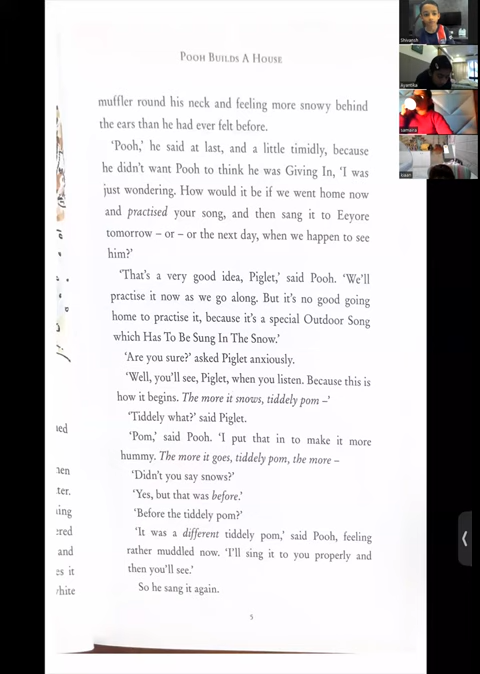 POOH BUILDS A HOUSE
muffler round his neck and feeling more snowy behind
the ears than he had ever felt before.
‘Pooh,’ he said at last, and a little timidly, because
he didn’t want Pooh to think he was Giving In, ‘I was
just wondering. How would it be if we went home now
and practised your song, and then sang it to Eeyore
tomorrow – or – or the next day, when we happen to see
him?’
‘That’s a very good idea, Piglet,’ said Pooh. ‘We’ll
practise it now as we go along. But it’s no good going
home to practise it, because it’s a special Outdoor Song
which Has To Be Sung In The Snow.’
‘Are you sure?’ asked Piglet anxiously.
‘Well, you’ll see, Piglet, when you listen. Because this is
how it begins. The more it snows, tiddely pom –’
‘Tiddely what?’ said Piglet.
‘Pom,’ said Pooh. ‘I put that in to make it more
hummy. The more it goes, tiddely pom, the more –
‘Didn’t you say snows?’
‘Yes, but that was before.’
‘Before the tiddely pom?’
‘It was a different tiddely pom,’ said Pooh, feeling
rather muddled now. ‘I’ll sing it to you properly and
then you’ll see.’
So he sang it again.
5
ter.
and
es it
Shivansh
samaira
kiaan